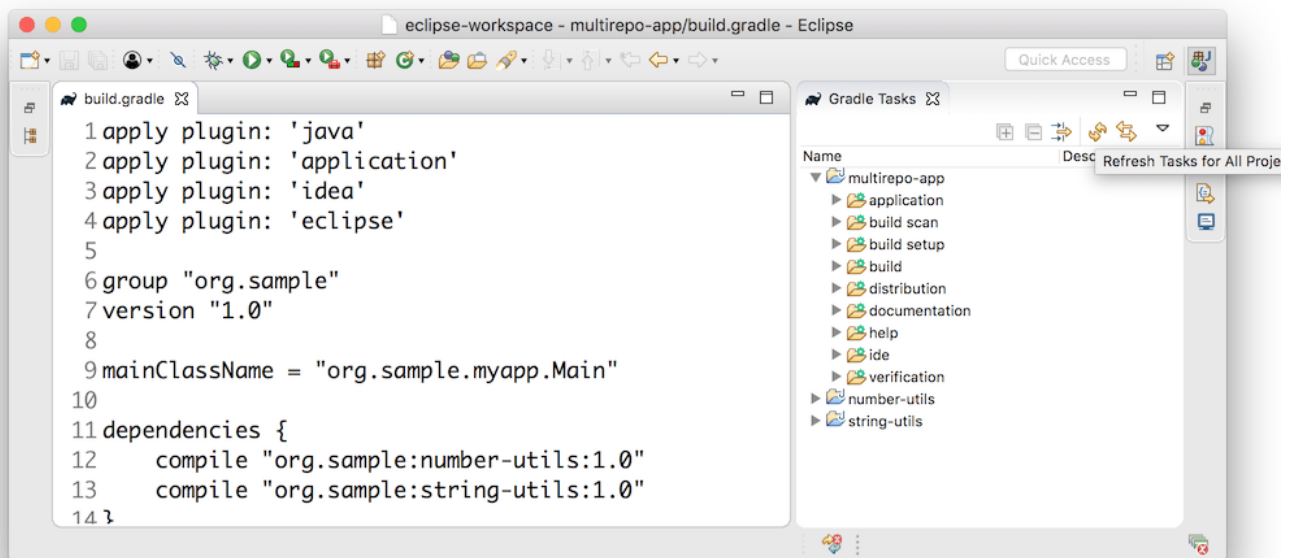 eclipse-workspace - multirepo-app/build.gradle - Eclipse
Quick Access
build.gradle
1 apply plugin: 'java'
2 apply plugin: 'application'
3 apply plugin: 'idea'
4 apply plugin: 'eclipse'
5
6 group "org.sample"
7 version "1.0"
8
9 mainClassName = "org.sample.myapp.Main"
10
11 dependencies {
12 compile "org.sample:number-utils:1.0"
13 compile "org.sample:string-utils:1.0"
14 }
Gradle Tasks
Name Desc
Refresh Tasks for All Proje
multirepo-app
application
build scan
build setup
build
distribution
documentation
help
ide
verification
number-utils
string-utils